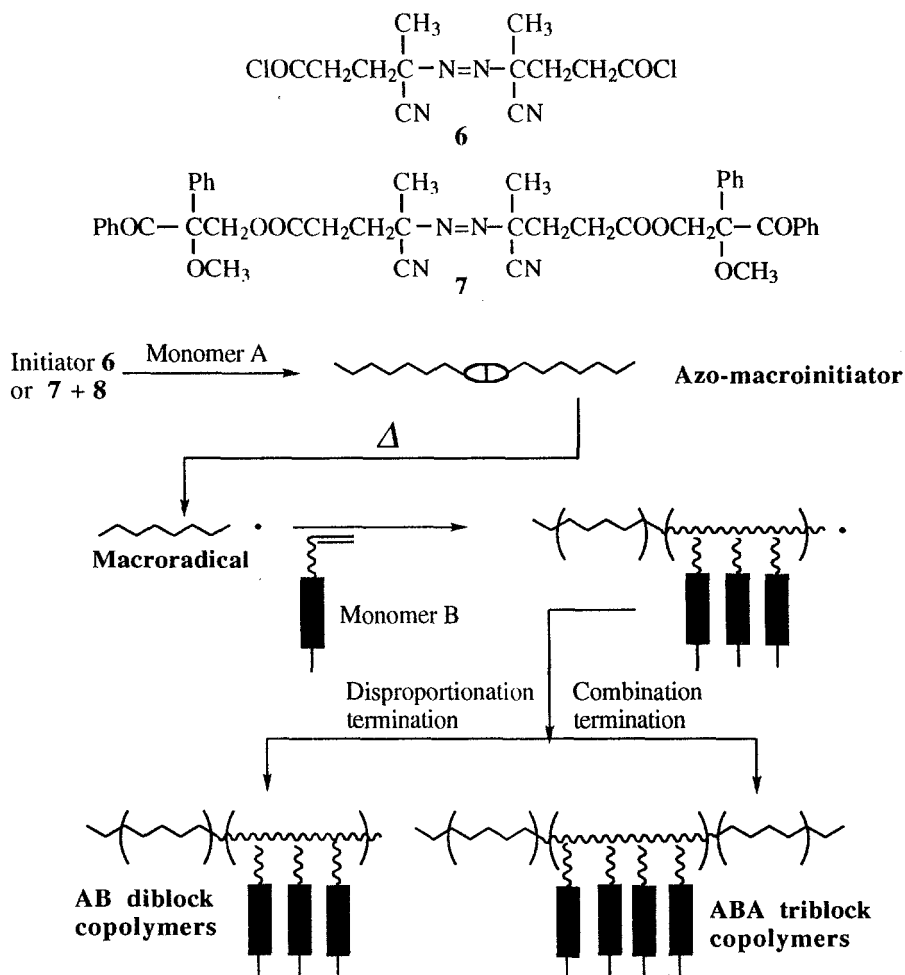 CH₃ CH₃
ClOCCH₂CH₂C–N=N–C–CH₂CH₂COCl
CN CN
6
Ph CH₃ CH₃ Ph
PhOC–C–CH₂OOCCH₂CH₂C–N=N–CCH₂CH₂COOCH₂C–COPh
OCH₃ CN CN OCH₃
7
Initiator 6
or 7 + 8
Monomer A
Azo-macroinitiator
Δ
Macroradical
Monomer B
Disproportionation
termination
Combination
termination
AB diblock
copolymers
ABA triblock
copolymers